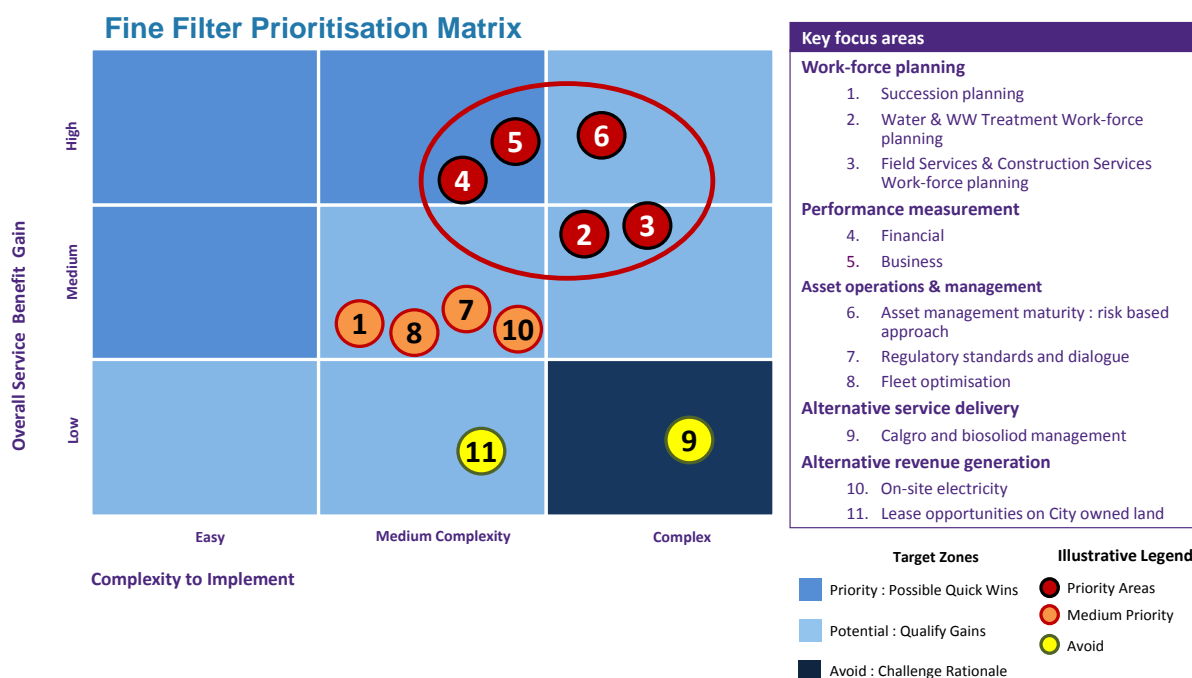 Fine Filter Prioritisation Matrix
Overall Service Benefit Gain
High
Medium
Low
5
6
4
2
3
1
8
7
10
11
9
Easy
Medium Complexity
Complex
Complexity to Implement
Key focus areas
Work-force planning
1. Succession planning
2. Water & WW Treatment Work-force
planning
3. Field Services & Construction Services
Work-force planning
Performance measurement
4. Financial
5. Business
Asset operations & management
6. Asset management maturity : risk based
approach
7. Regulatory standards and dialogue
8. Fleet optimisation
Alternative service delivery
9. Calgro and biosoliod management
Alternative revenue generation
10. On-site electricity
11. Lease opportunities on City owned land
Target Zones
Priority : Possible Quick Wins
Potential : Qualify Gains
Avoid : Challenge Rationale
Illustrative Legend
Priority Areas
Medium Priority
Avoid